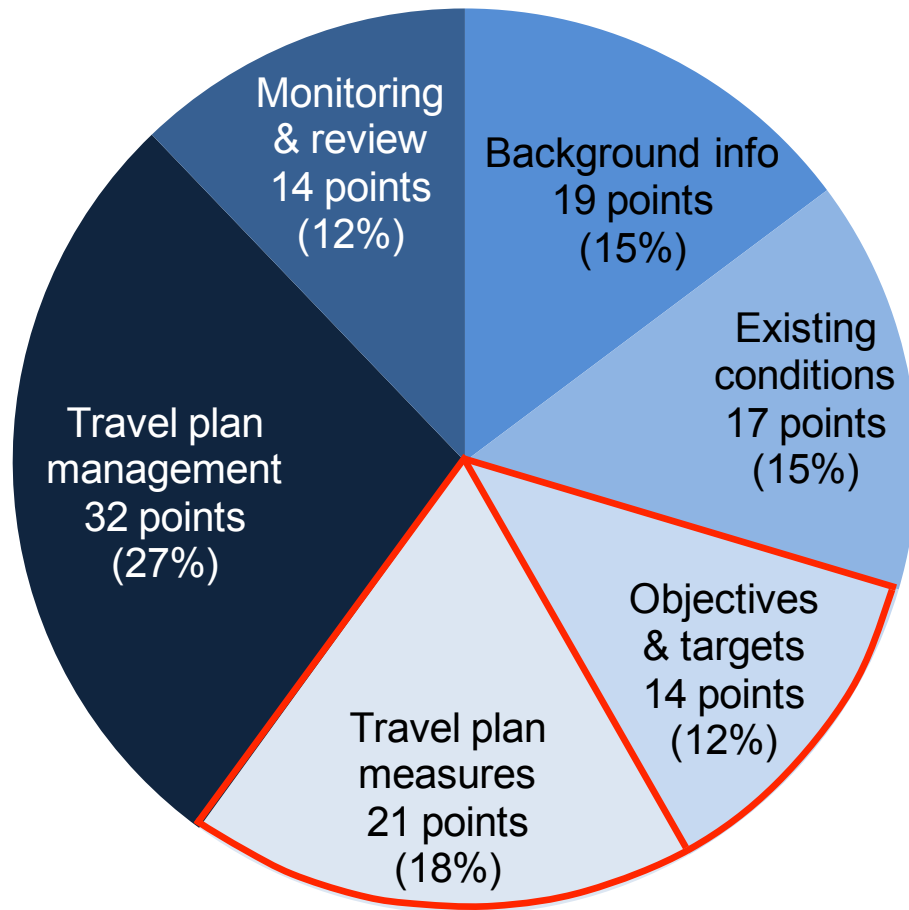 Monitoring
& review
14 points
(12%)
Background info
19 points
(15%)
Existing
conditions
17 points
(15%)
Travel plan
management
32 points
(27%)
Objectives
& targets
14 points
(12%)
Travel plan
measures
21 points
(18%)